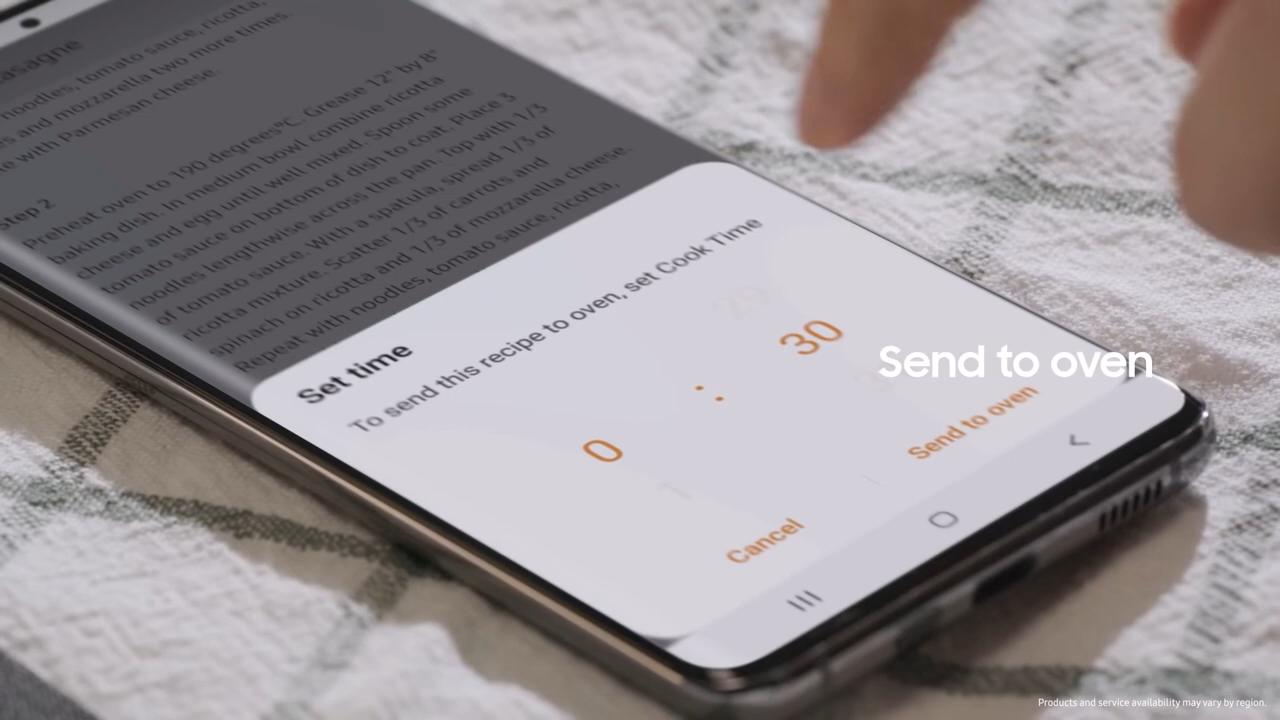 asagne
noodles, tomato sauce, ricotta,
s and mozzarella two more times.
e with Parmesan cheese.
Step 2
Preheat oven to 190 degrees°C. Grease 12" by 8"
baking dish. In medium bowl combine ricotta
cheese and egg until well mixed. Spoon some
tomato sauce on bottom of dish to coat. Place 3
noodles lengthwise across the pan. Top with 1/3
of tomato sauce. With a spatula, spread 1/3 of
ricotta mixture. Scatter 1/3 of carrots and
spinach on ricotta and 1/3 of mozzarella cheese.
Repeat with noodles, tomato sauce, ricotta,
Set time
To send this recipe to oven, set Cook Time
29
0 : 30
Cancel
Send to oven
Send to oven
Products and service availability may vary by region.